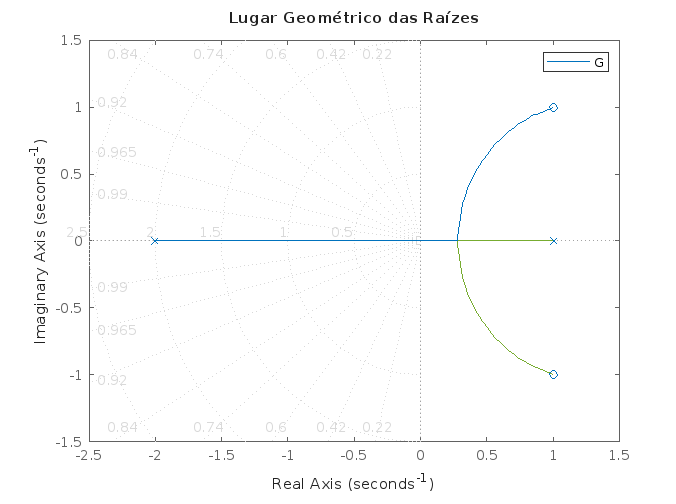 Lugar Geométrico das Raízes
1.5
1
0.5
0
-0.5
-1
-1.5
Imaginary Axis (seconds-1)
0.84 0.74 0.6 0.42 0.22
0.92
0.965
0.99
2.5 2 1.5 1 0.5
0.99
0.965
0.92
0.84 0.74 0.6 0.42 0.22
G
-2.5 -2 -1.5 -1 -0.5 0 0.5 1 1.5
Real Axis (seconds-1)